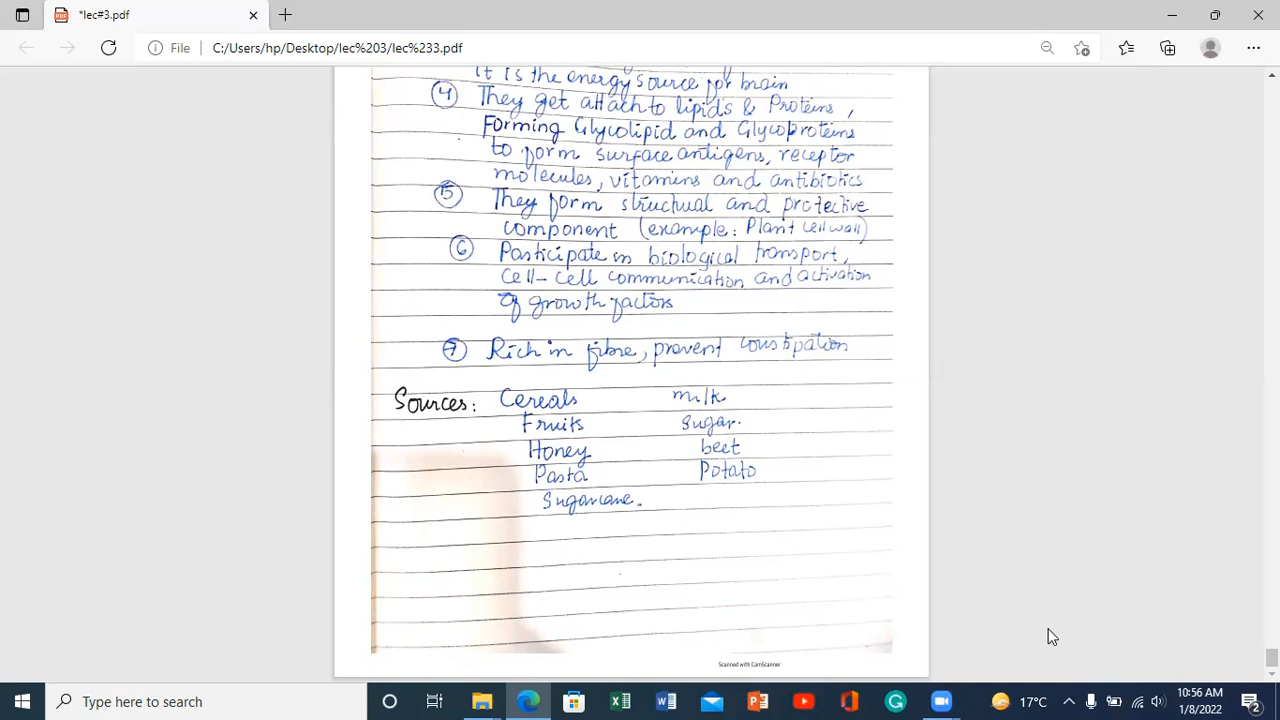 *lec#3.pdf
File C:/Users/hp/Desktop/lec%203/lec%233.pdf
It is the energy source for brain
④ They get attach to lipids & Proteins,
Forming Glycolipid and Glycoproteins
to form surface antigens, receptor
molecules, vitamins and antibiotics
⑤ They form structual and protective
component (example: Plant cell wall)
⑥ Participate in biological transport,
Cell-cell communication and activation
Of growth factors
⑦ Rich in fibre, prevent constipation
Sources: Cereals milk
Fruits Sugar.
Honey beet
Pasta Potato
Sugarcane.
Scanned with CamScanner
Type here to search
17°C
10:56 AM
1/8/2022
2